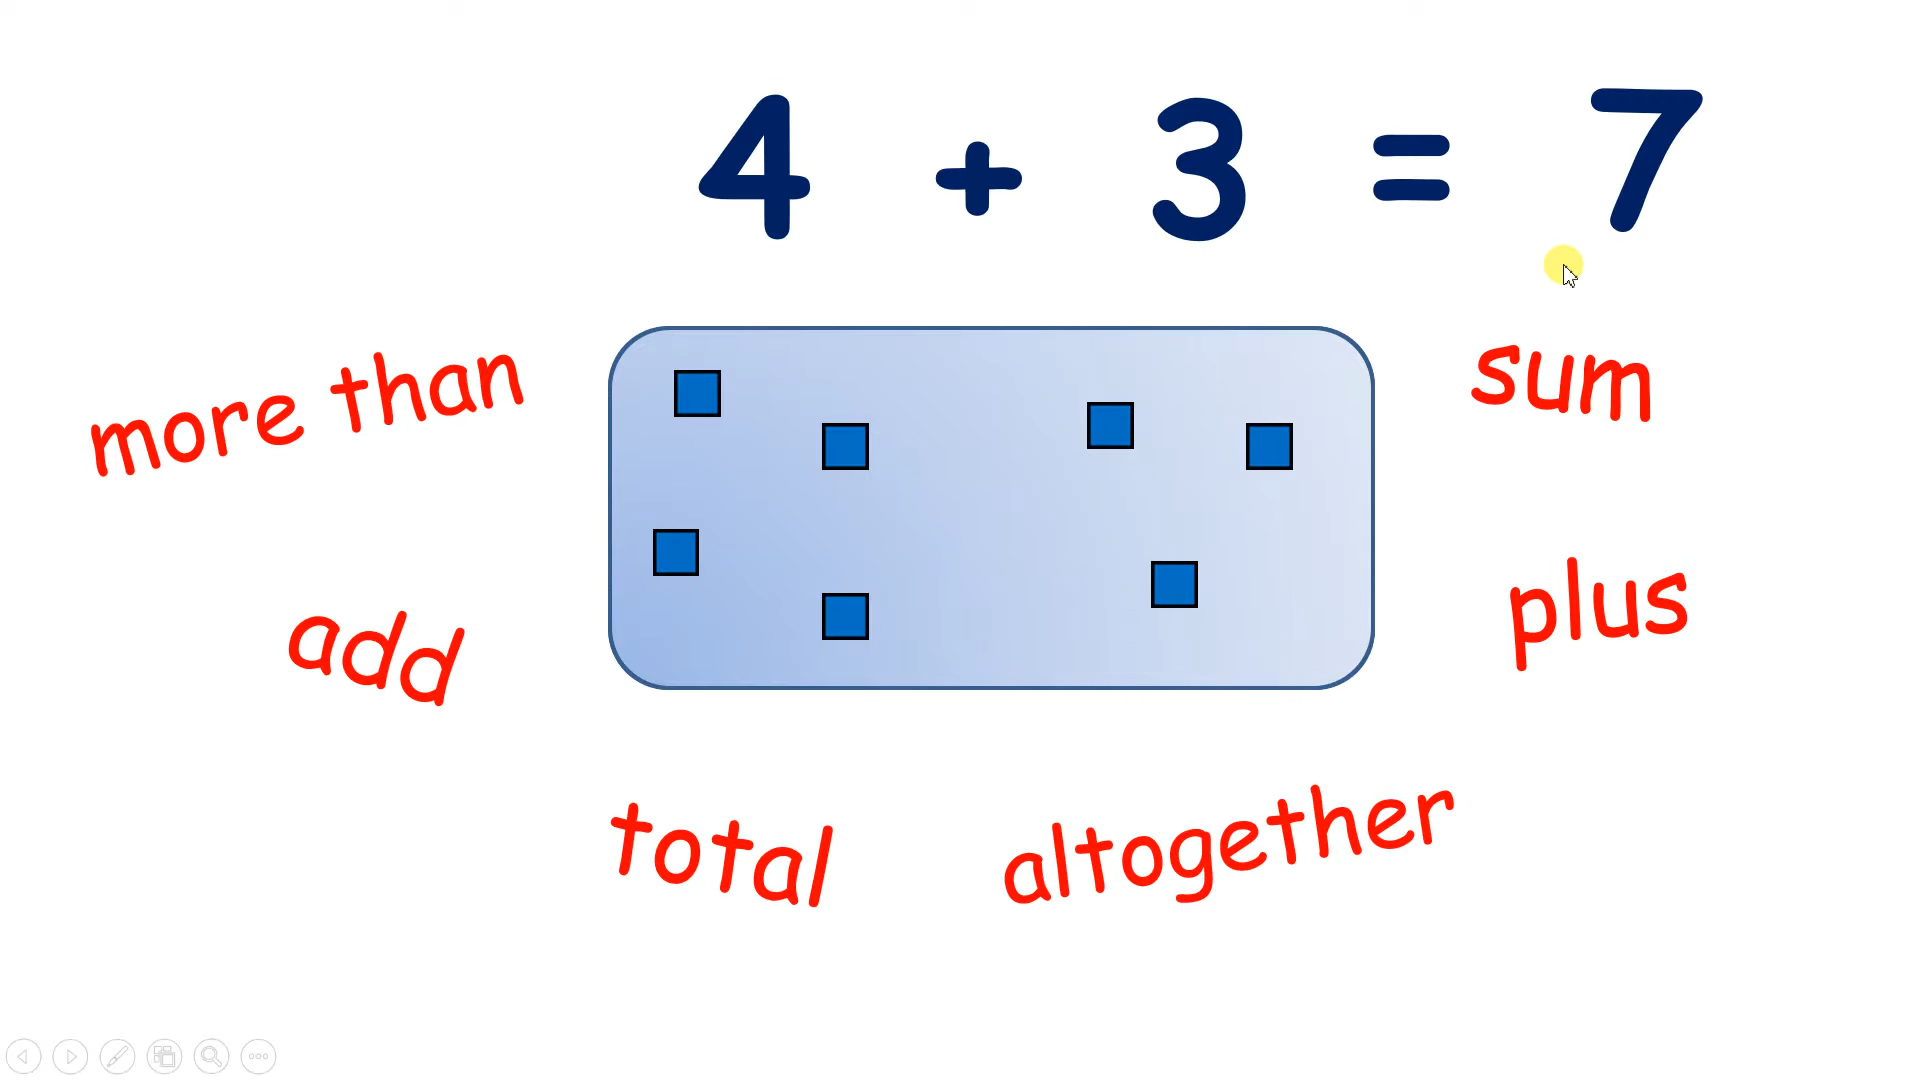 4 + 3 = 7
more than
sum
add
plus
total
altogether